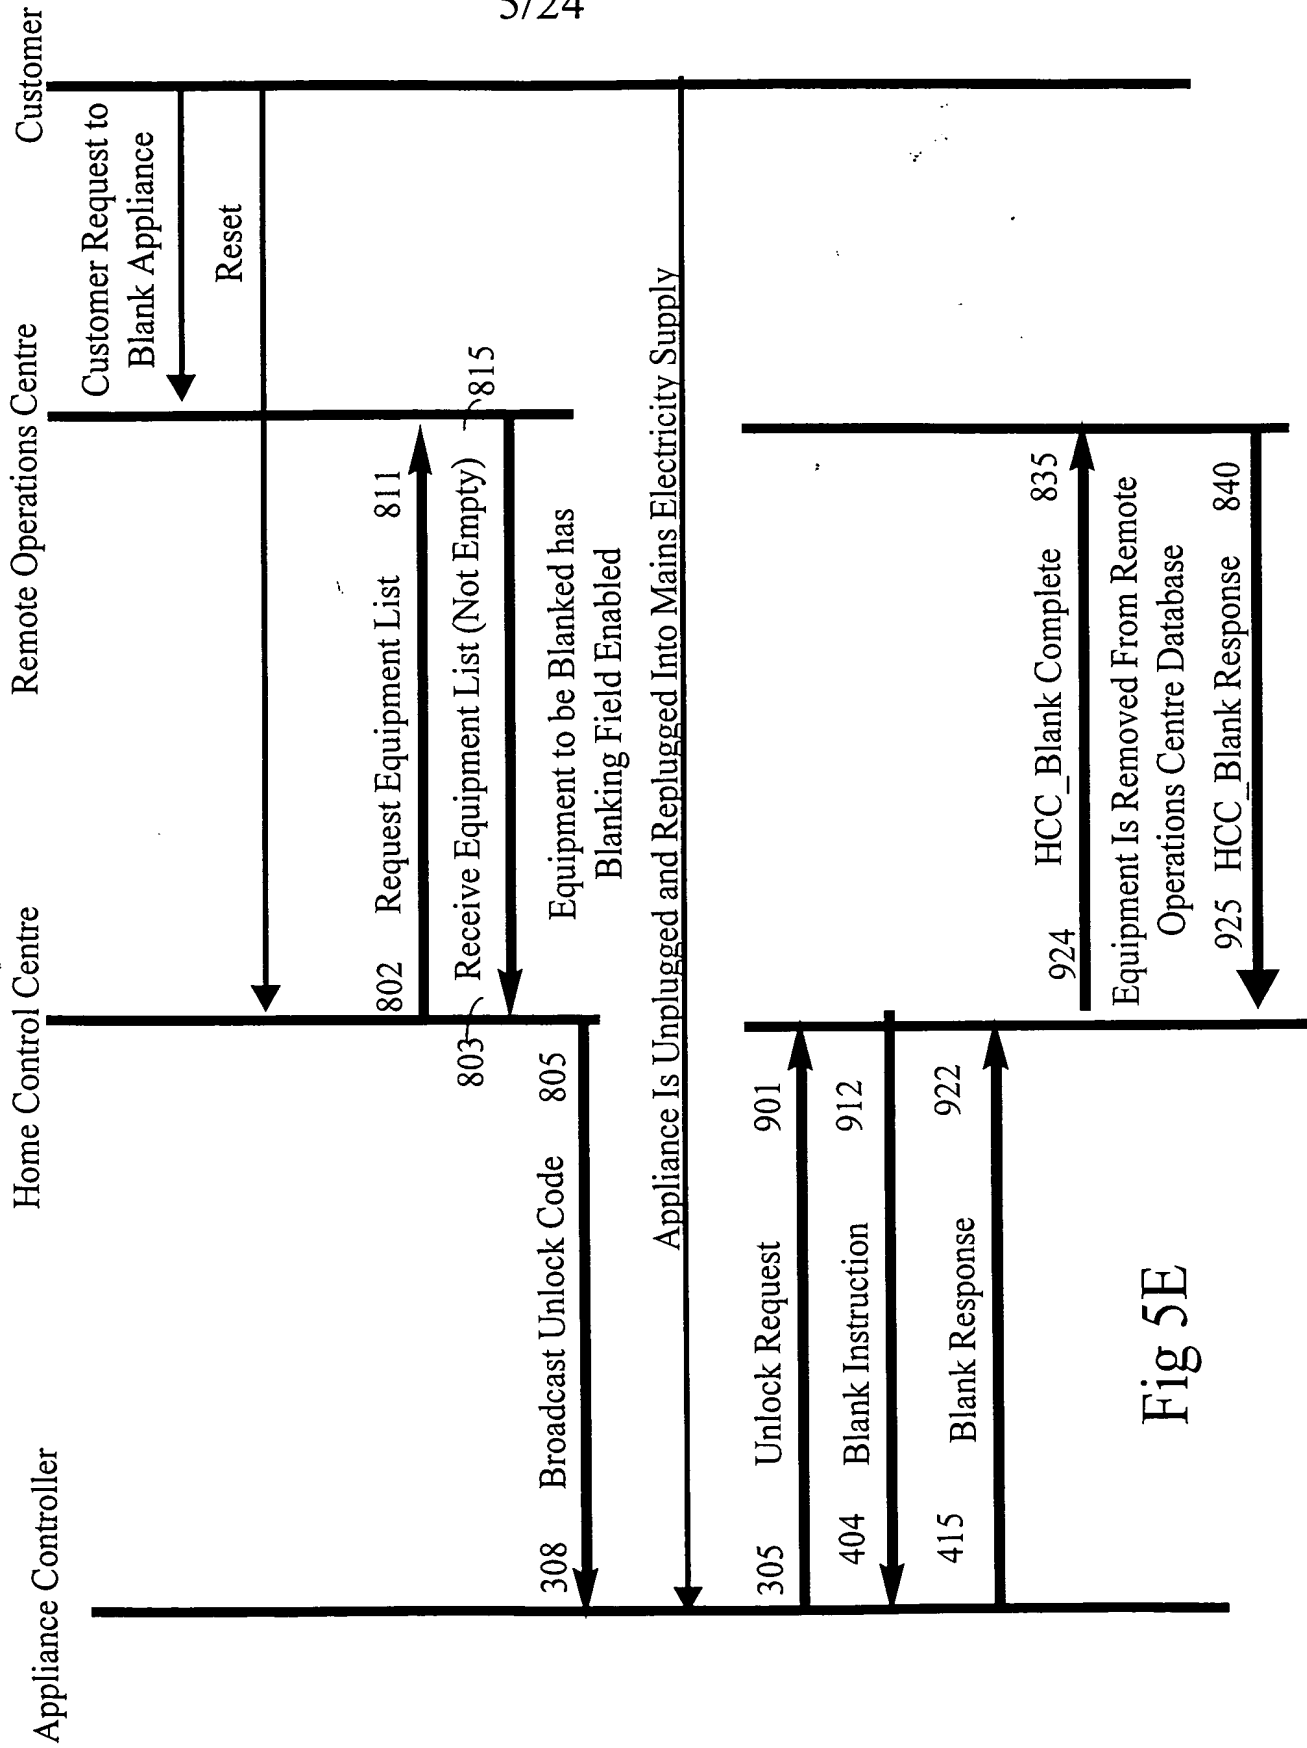 5/24
Appliance Controller
Home Control Centre
Remote Operations Centre
Customer
Customer Request to
Blank Appliance
Reset
802 Request Equipment List 811
803 Receive Equipment List (Not Empty) 815
Equipment to be Blanked has
Blanking Field Enabled
308 Broadcast Unlock Code 805
Appliance Is Unplugged and Replugged Into Mains Electricity Supply
305 Unlock Request 901
404 Blank Instruction 912
415 Blank Response 922
924 HCC_Blank Complete 835
Equipment Is Removed From Remote
Operations Centre Database
925 HCC_Blank Response 840
Fig 5E